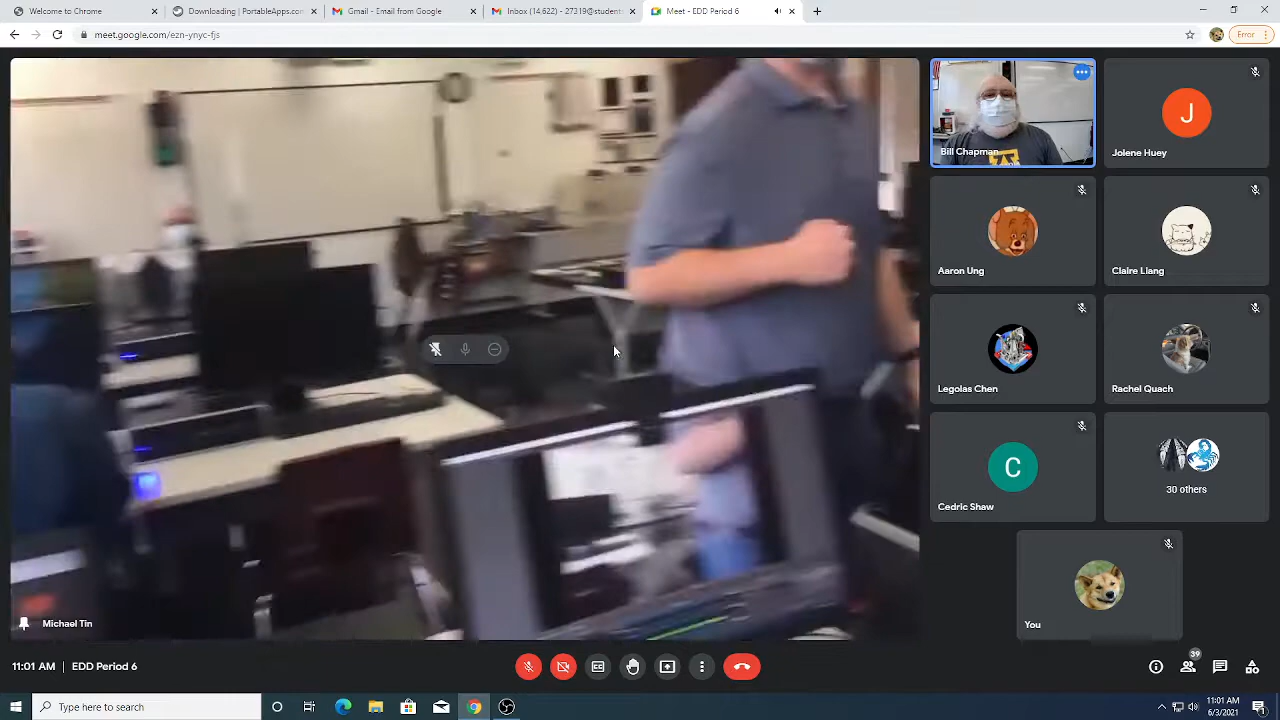 Welcome to Chrome
Downloading | PortableApps.com
Gmail - Email from Google
Inbox (14,622) - 27319@student
Meet - EDD Period 6
meet.google.com/ezn-ynyc-fjs
Error
Bill Chapman
J
Jolene Huey
Aaron Ung
Claire Liang
Legolas Chen
Rachel Quach
C
Cedric Shaw
30 others
You
Michael Tin
11:01 AM | EDD Period 6
39
Type here to search
11:01 AM
6/3/2021